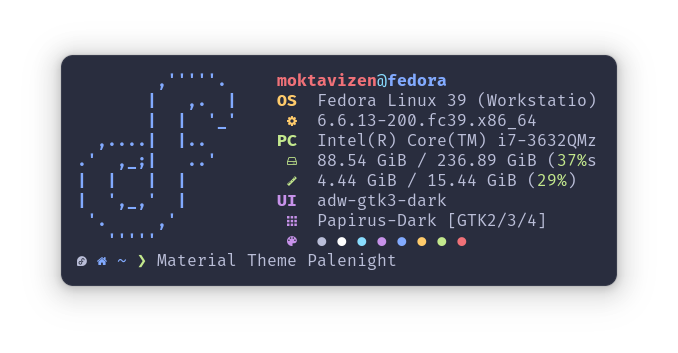 moktavizen@fedora
OS Fedora Linux 39 (Workstatio)
6.6.13-200.fc39.x86_64
PC Intel(R) Core(TM) i7-3632QMz
88.54 GiB / 236.89 GiB (37%s
4.44 GiB / 15.44 GiB (29%)
UI adw-gtk3-dark
Papirus-Dark [GTK2/3/4]
~ ❯ Material Theme Palenight